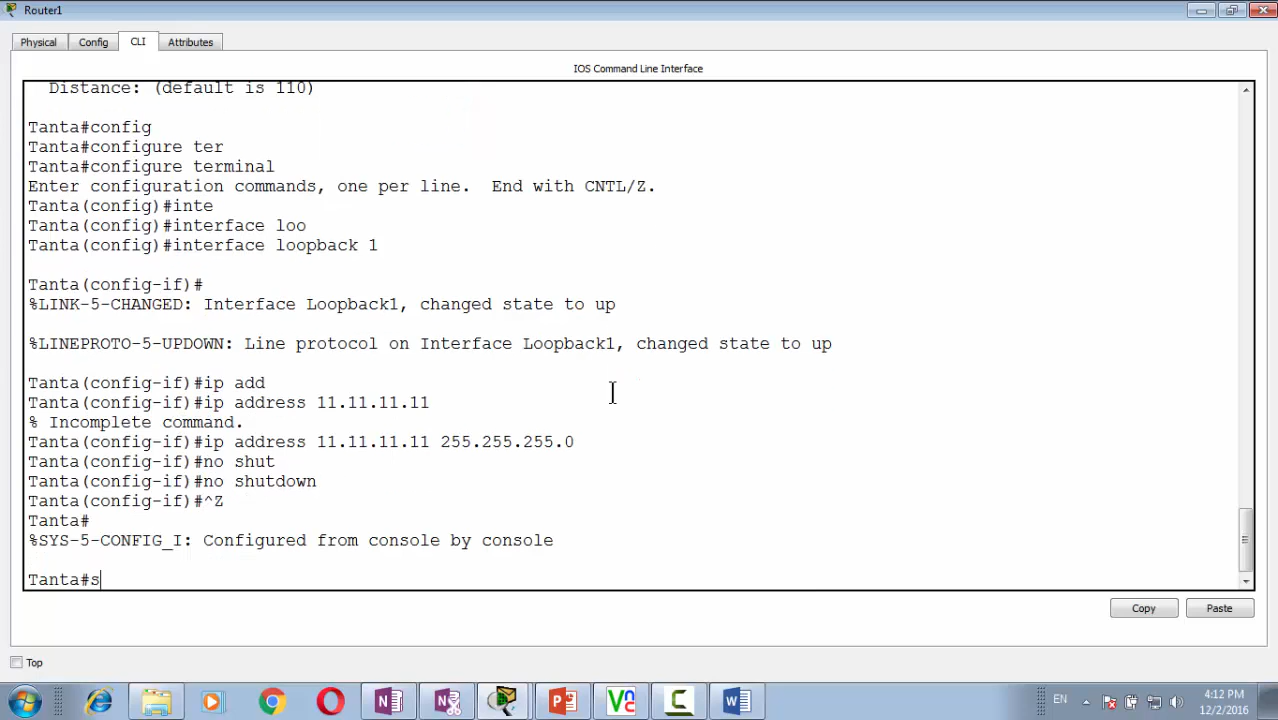 Router1
Physical Config CLI Attributes
IOS Command Line Interface
Distance: (default is 110)
Tanta#config
Tanta#configure ter
Tanta#configure terminal
Enter configuration commands, one per line.  End with CNTL/Z.
Tanta(config)#inte
Tanta(config)#interface loo
Tanta(config)#interface loopback 1
Tanta(config-if)#
%LINK-5-CHANGED: Interface Loopback1, changed state to up
%LINEPROTO-5-UPDOWN: Line protocol on Interface Loopback1, changed state to up
Tanta(config-if)#ip add
Tanta(config-if)#ip address 11.11.11.11
% Incomplete command.
Tanta(config-if)#ip address 11.11.11.11 255.255.255.0
Tanta(config-if)#no shut
Tanta(config-if)#no shutdown
Tanta(config-if)#^Z
Tanta#
%SYS-5-CONFIG_I: Configured from console by console
Tanta#s
Copy Paste
Top
EN
4:12 PM
12/2/2016